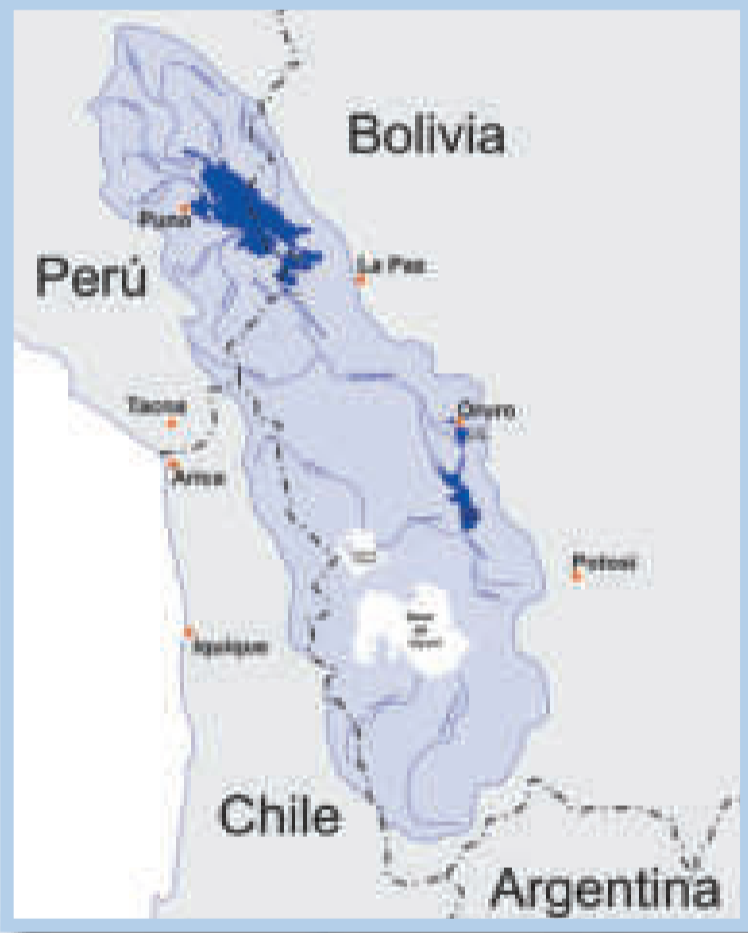 Bolivia
Puno
Perú
La Paz
Tacna
Oruro
Arica
Potosí
Iquique
Chile
Argentina